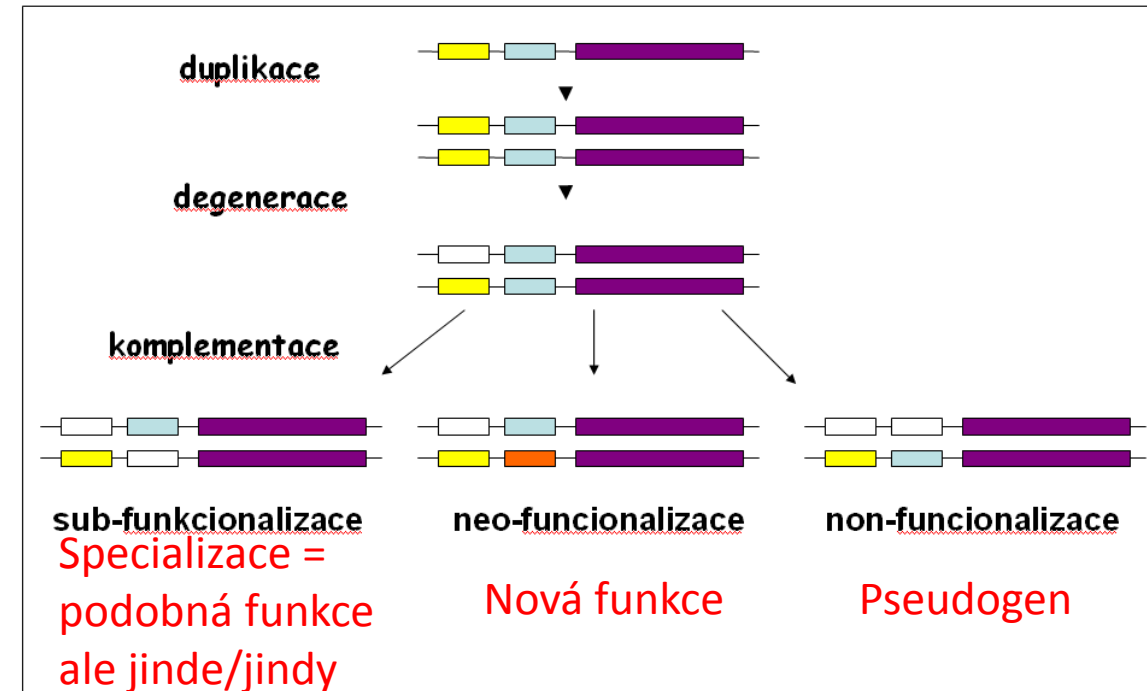 duplikace
degenerace
komplementace
sub-funkcionalizace
Specializace =
podobná funkce
ale jinde/jindy
neo-funcionalizace
Nová funkce
non-funcionalizace
Pseudogen